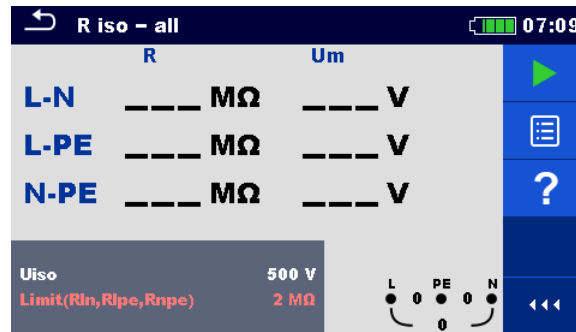 R iso – all 07:09
R Um
L-N ___ MΩ ___ V
L-PE ___ MΩ ___ V
N-PE ___ MΩ ___ V
?
Uiso 500 V
Limit(Rln,Rlpe,Rnpe) 2 MΩ
L PE N
0 0
0